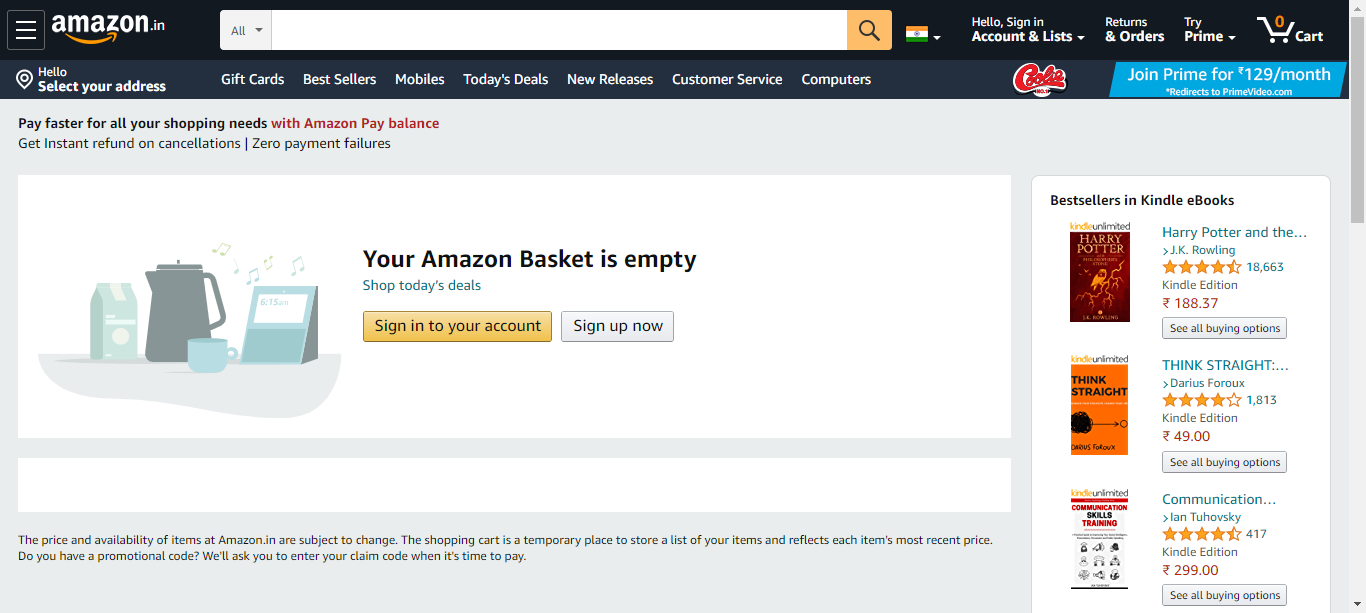 amazon.in
All
Hello, Sign in
Account & Lists
Returns
& Orders
Try
Prime
0
Cart
Hello
Select your address
Gift Cards
Best Sellers
Mobiles
Today's Deals
New Releases
Customer Service
Computers
Join Prime for ₹129/month
*Redirects to PrimeVideo.com
Pay faster for all your shopping needs with Amazon Pay balance
Get Instant refund on cancellations | Zero payment failures
6:15am
Your Amazon Basket is empty
Shop today's deals
Sign in to your account
Sign up now
The price and availability of items at Amazon.in are subject to change. The shopping cart is a temporary place to store a list of your items and reflects each item's most recent price.
Do you have a promotional code? We'll ask you to enter your claim code when it's time to pay.
Bestsellers in Kindle eBooks
kindleunlimited
HARRY
POTTER
J.K. ROWLING
Harry Potter and the...
›J.K. Rowling
18,663
Kindle Edition
₹ 188.37
See all buying options
kindleunlimited
THINK
STRAIGHT
DARIUS FOROUX
THINK STRAIGHT:...
›Darius Foroux
1,813
Kindle Edition
₹ 49.00
See all buying options
kindleunlimited
COMMUNICATION
SKILLS
TRAINING
Communication...
›Ian Tuhovsky
417
Kindle Edition
₹ 299.00
See all buying options